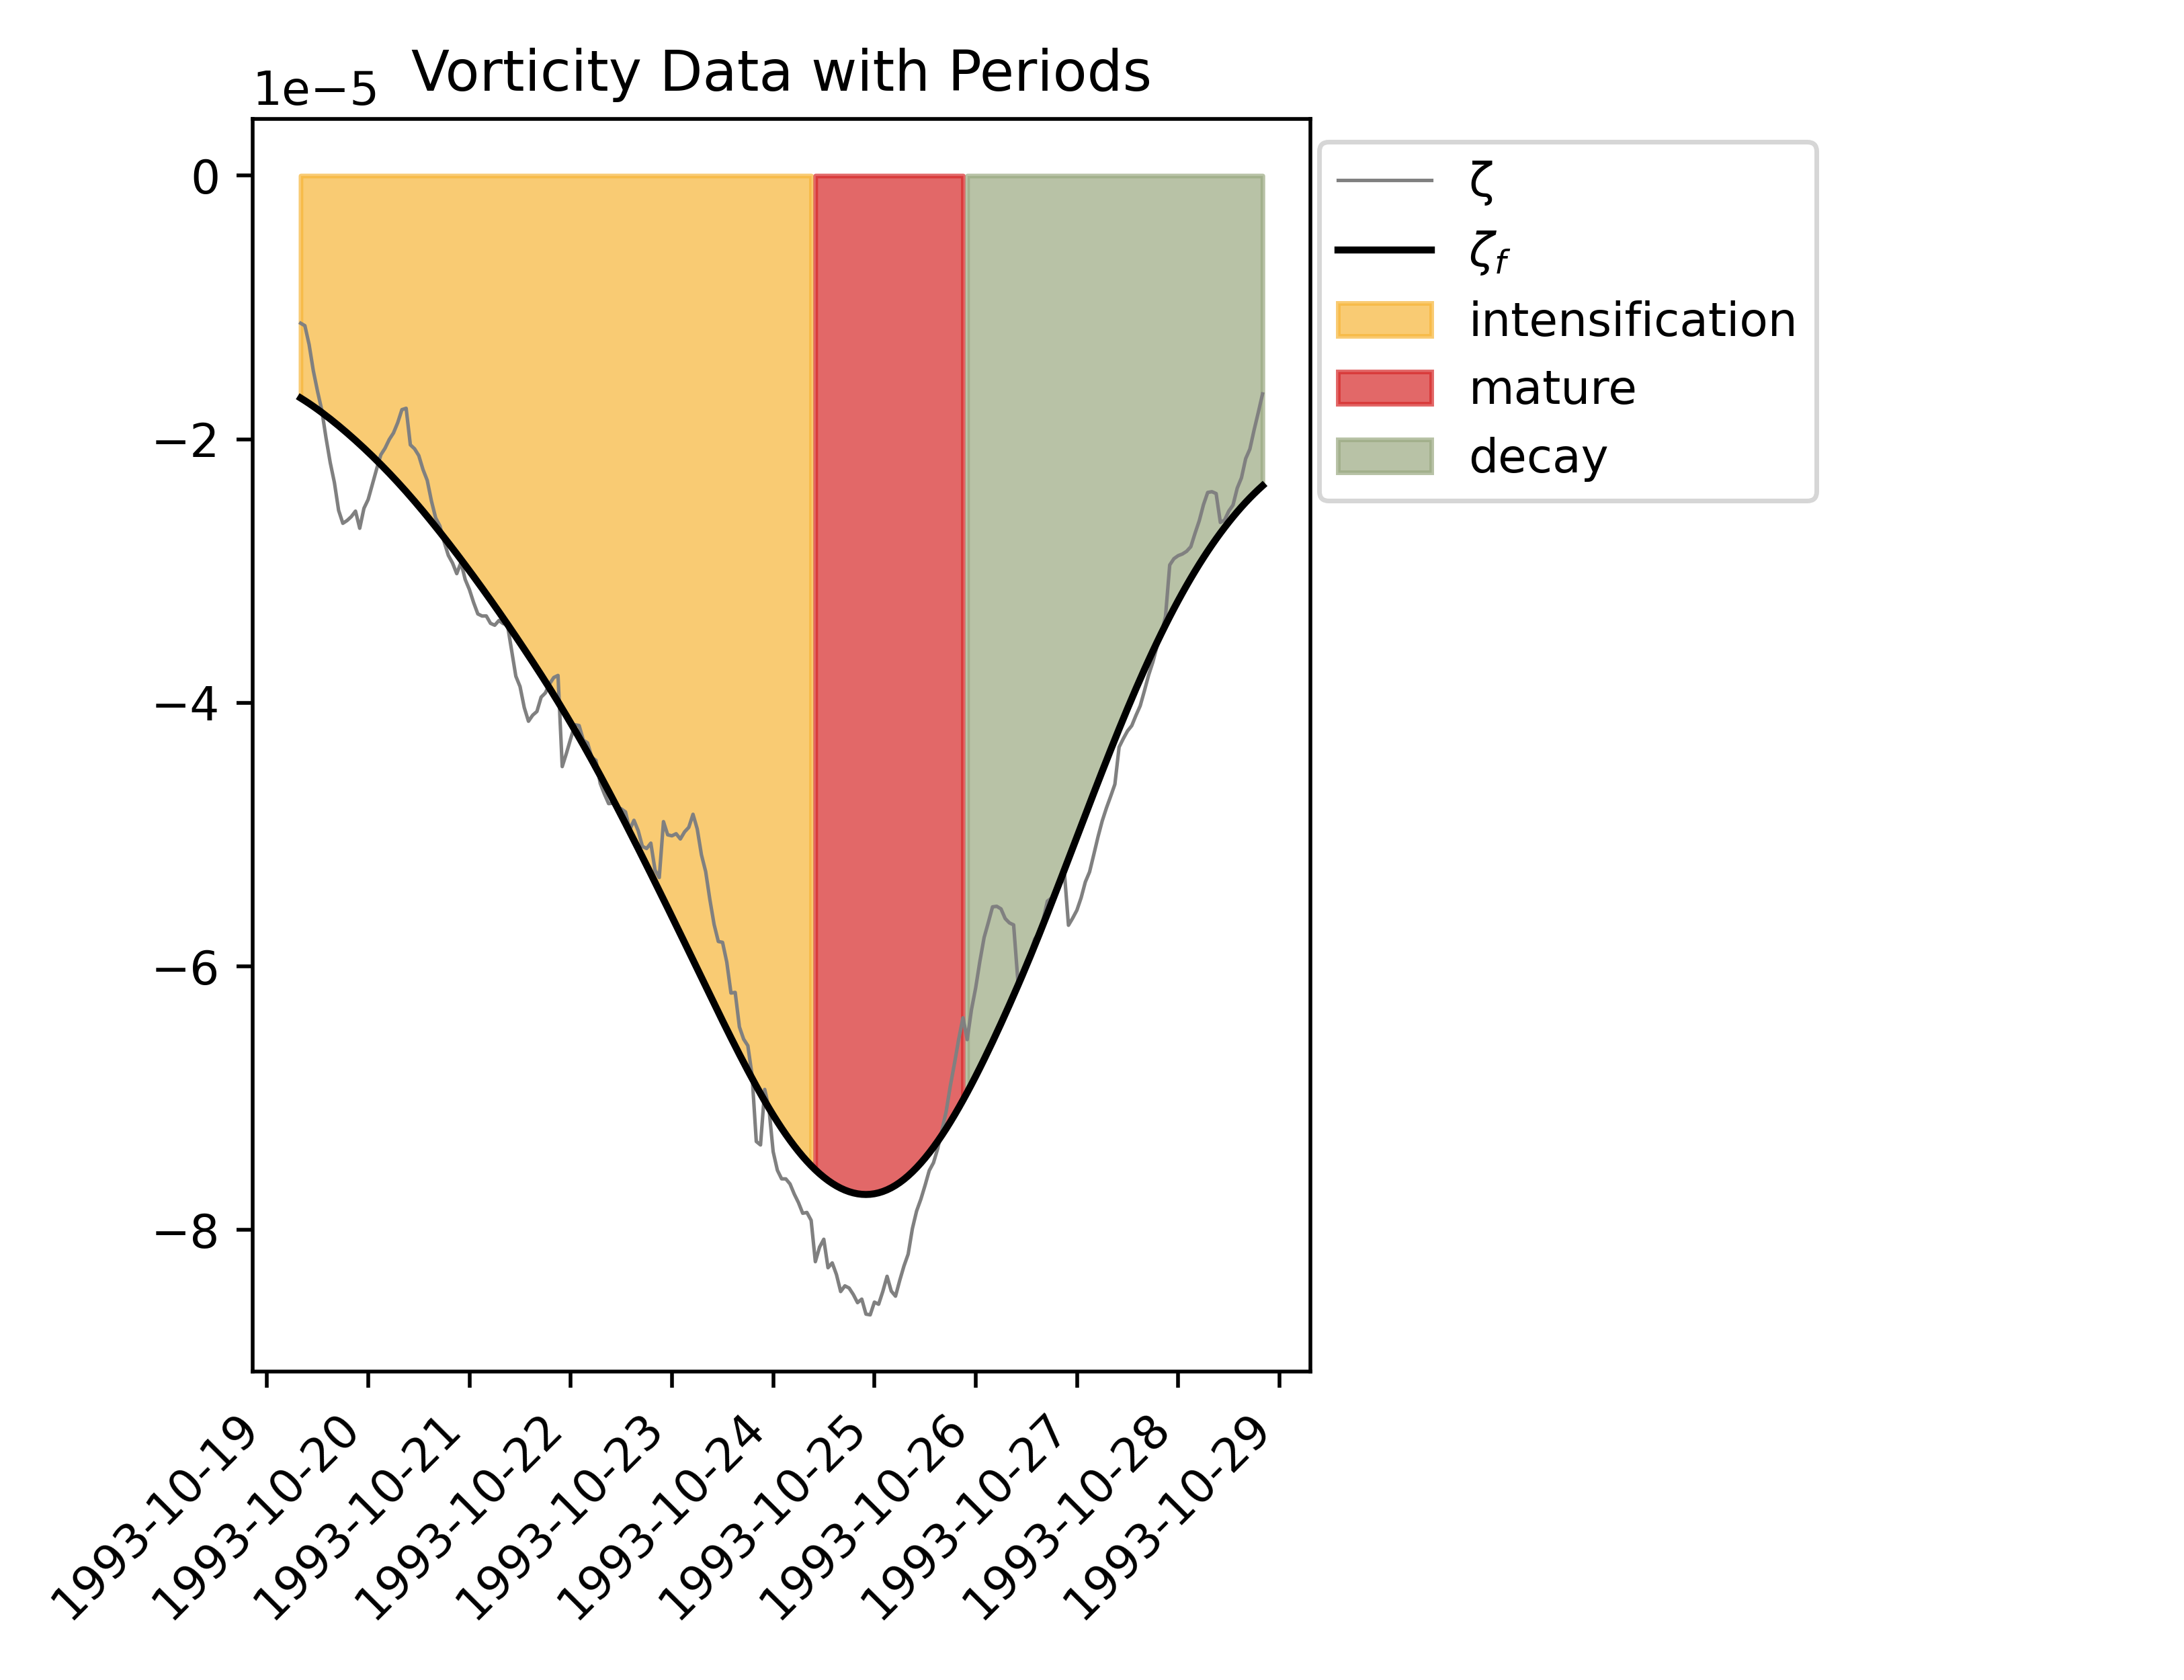 Vorticity Data with Periods
1e−5
0
−2
−4
−6
−8
1993-10-19
1993-10-20
1993-10-21
1993-10-22
1993-10-23
1993-10-24
1993-10-25
1993-10-26
1993-10-27
1993-10-28
1993-10-29
ζ
ζf
intensification
mature
decay